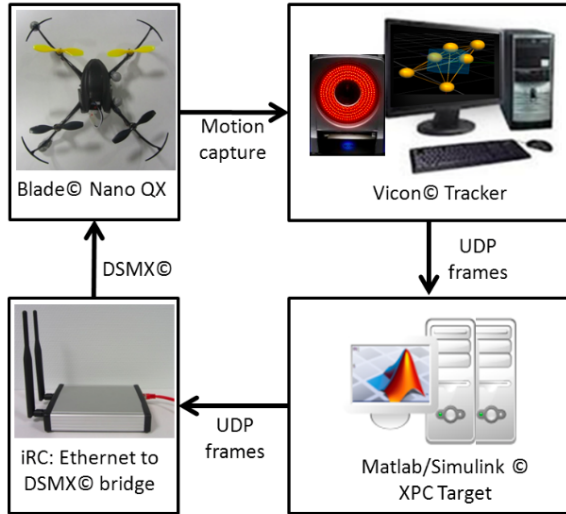 Blade© Nano QX
Motion
capture
Vicon© Tracker
UDP
frames
Matlab/Simulink ©
XPC Target
UDP
frames
iRC: Ethernet to
DSMX© bridge
DSMX©